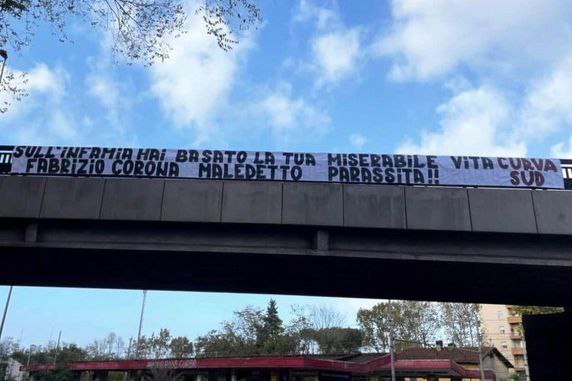 SULL'INFAMIA HAI BASATO LA TUA MISERABILE VITA CURVA
FABRIZIO CORONA MALEDETTO PARASSITA!! SUD